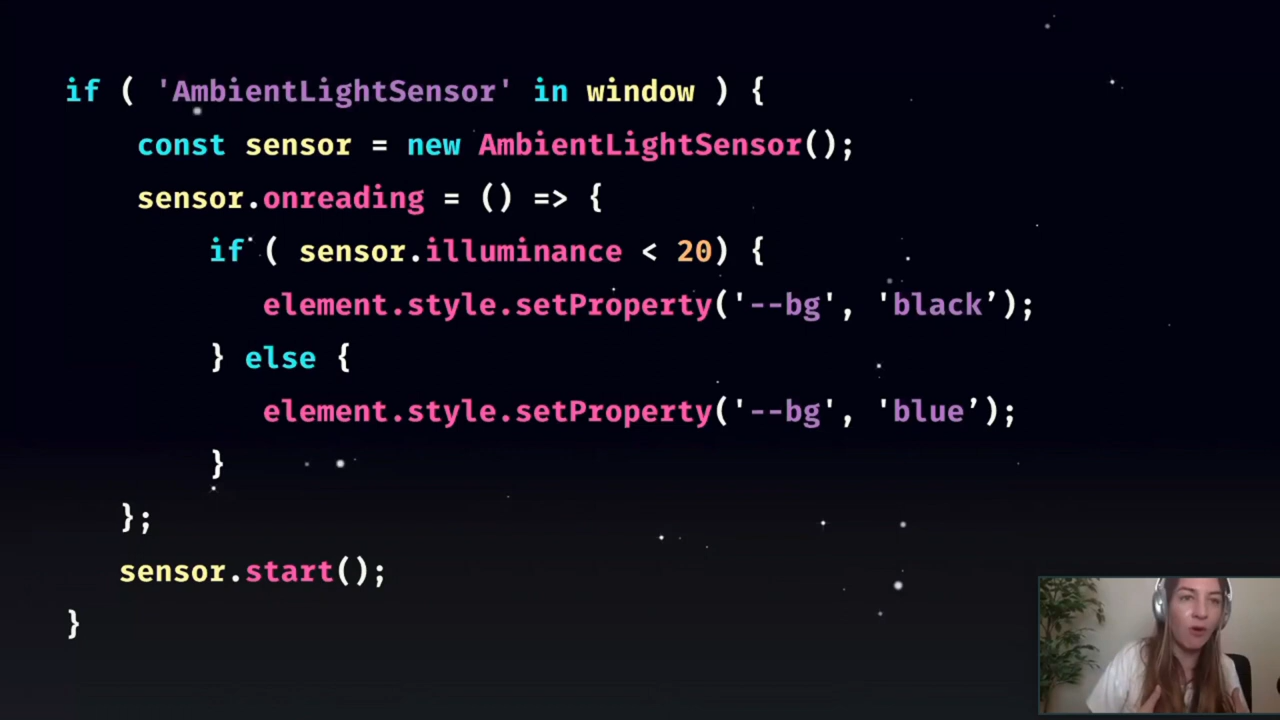 if ( 'AmbientLightSensor' in window ) {
const sensor = new AmbientLightSensor();
sensor.onreading = () => {
if ( sensor.illuminance < 20) {
element.style.setProperty('--bg', 'black’);
} else {
element.style.setProperty('--bg', 'blue’);
}
};
sensor.start();
}